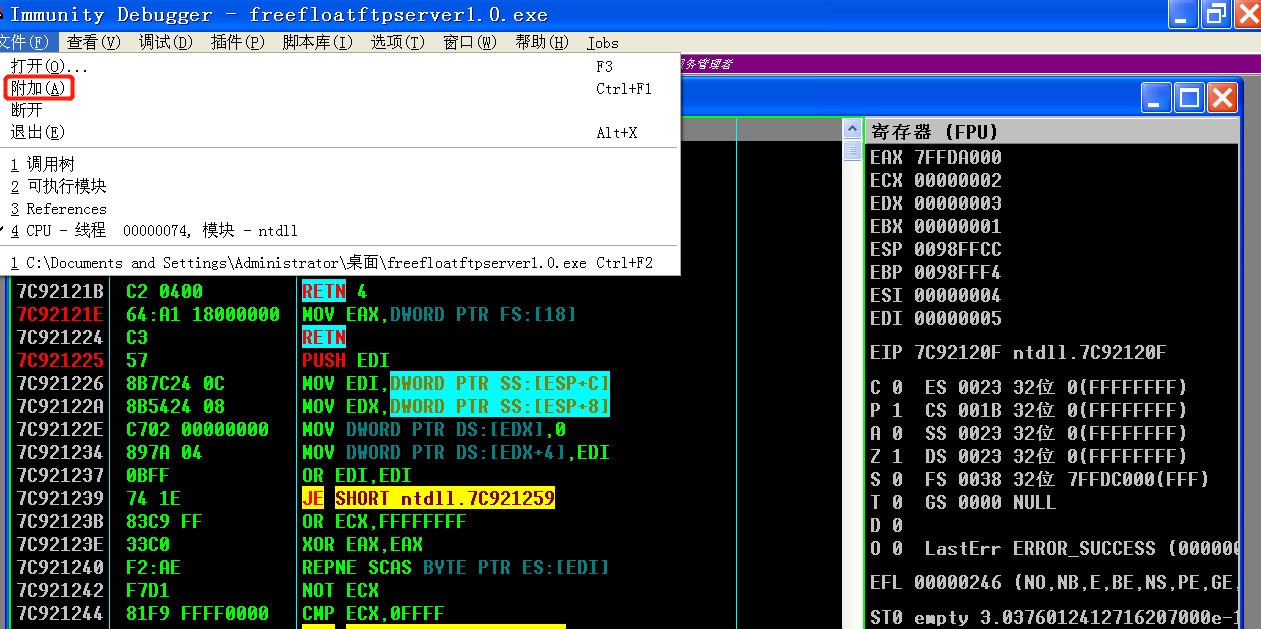 Immunity Debugger - freefloatftpserver1.0.exe
文件(F) 查看(V) 调试(D) 插件(P) 脚本库(I) 选项(T) 窗口(W) 帮助(H) Jobs
打开(O)... F3
服务管理者
附加(A) Ctrl+F1
断开
退出(E) Alt+X
1 调用树
2 可执行模块
3 References
4 CPU - 线程 00000074, 模块 - ntdll
1 C:\Documents and Settings\Administrator\桌面\freefloatftpserver1.0.exe Ctrl+F2
7C92121B C2 0400 RETN 4
7C92121E 64:A1 18000000 MOV EAX,DWORD PTR FS:[18]
7C921224 C3 RETN
7C921225 57 PUSH EDI
7C921226 8B7C24 0C MOV EDI,DWORD PTR SS:[ESP+C]
7C92122A 8B5424 08 MOV EDX,DWORD PTR SS:[ESP+8]
7C92122E C702 00000000 MOV DWORD PTR DS:[EDX],0
7C921234 897A 04 MOV DWORD PTR DS:[EDX+4],EDI
7C921237 0BFF OR EDI,EDI
7C921239 74 1E JE SHORT ntdll.7C921259
7C92123B 83C9 FF OR ECX,FFFFFFFF
7C92123E 33C0 XOR EAX,EAX
7C921240 F2:AE REPNE SCAS BYTE PTR ES:[EDI]
7C921242 F7D1 NOT ECX
7C921244 81F9 FFFF0000 CMP ECX,0FFFF
寄存器 (FPU)
EAX 7FFDA000
ECX 00000002
EDX 00000003
EBX 00000001
ESP 0098FFCC
EBP 0098FFF4
ESI 00000004
EDI 00000005
EIP 7C92120F ntdll.7C92120F
C 0 ES 0023 32位 0(FFFFFFFF)
P 1 CS 001B 32位 0(FFFFFFFF)
A 0 SS 0023 32位 0(FFFFFFFF)
Z 1 DS 0023 32位 0(FFFFFFFF)
S 0 FS 0038 32位 7FFDC000(FFF)
T 0 GS 0000 NULL
D 0
O 0 LastErr ERROR_SUCCESS (000000
EFL 00000246 (NO,NB,E,BE,NS,PE,GE,
ST0 empty 3.0376012412716207000e-1